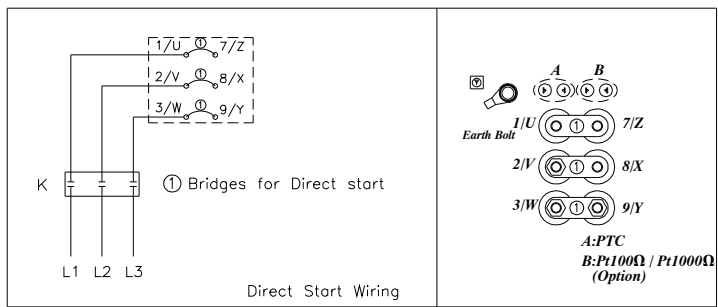 1/U ① 7/Z
2/V ① 8/X
3/W ① 9/Y
K
① Bridges for Direct start
L1 L2 L3
Direct Start Wiring
A B
Earth Bolt
1/U ① 7/Z
2/V ① 8/X
3/W ① 9/Y
A:PTC
B:Pt100Ω / Pt1000Ω
(Option)